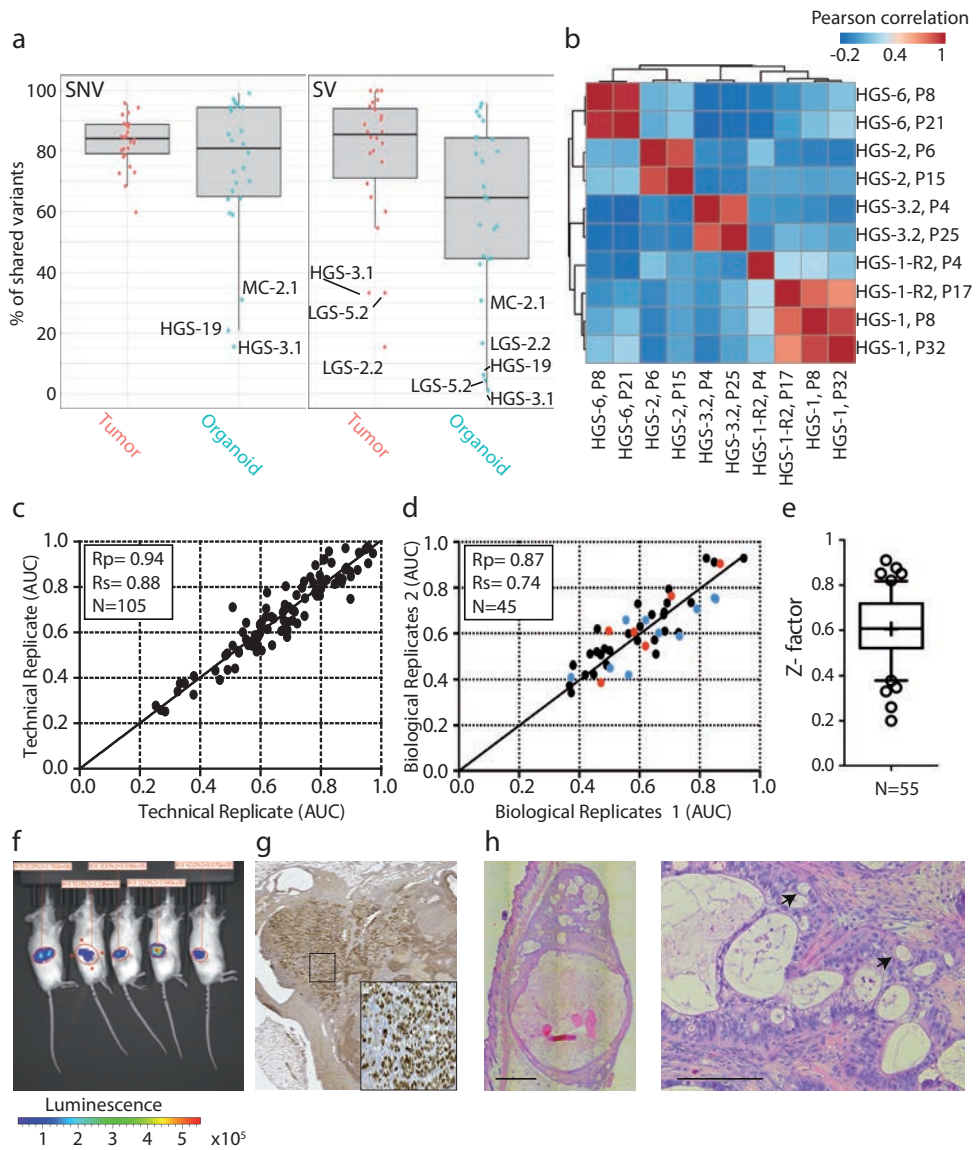 a
SNV
SV
% of shared variants
100
80
60
40
20
0
MC-2.1
HGS-19
HGS-3.1
HGS-3.1
LGS-5.2
LGS-2.2
MC-2.1
LGS-2.2
HGS-19
LGS-5.2
HGS-3.1
Tumor
Organoid
Tumor
Organoid
b
Pearson correlation
-0.2 0.4 1
HGS-6, P8
HGS-6, P21
HGS-2, P6
HGS-2, P15
HGS-3.2, P4
HGS-3.2, P25
HGS-1-R2, P4
HGS-1-R2, P17
HGS-1, P8
HGS-1, P32
HGS-6, P8
HGS-6, P21
HGS-2, P6
HGS-2, P15
HGS-3.2, P4
HGS-3.2, P25
HGS-1-R2, P4
HGS-1-R2, P17
HGS-1, P8
HGS-1, P32
c
Technical Replicate (AUC)
1.0
0.8
0.6
0.4
0.2
0.0
Rp= 0.94
Rs= 0.88
N=105
0.0 0.2 0.4 0.6 0.8 1.0
Technical Replicate (AUC)
d
Biological Replicates 2 (AUC)
1.0
0.8
0.6
0.4
0.2
0.0
Rp= 0.87
Rs= 0.74
N=45
0.0 0.2 0.4 0.6 0.8 1.0
Biological Replicates 1 (AUC)
e
Z- factor
1
0.8
0.6
0.4
0.2
0.0
N=55
f
Luminescence
1 2 3 4 5 x10⁵
g
h